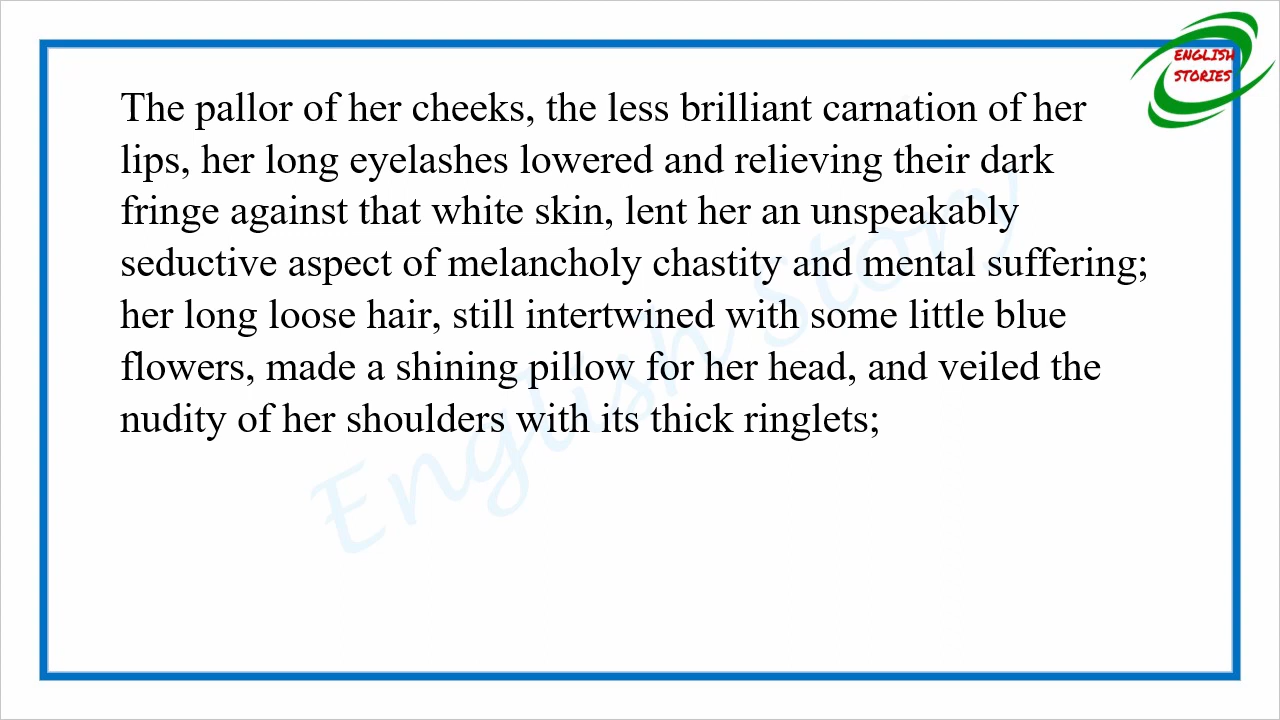 ENGLISH
STORIES
The pallor of her cheeks, the less brilliant carnation of her
lips, her long eyelashes lowered and relieving their dark
fringe against that white skin, lent her an unspeakably
seductive aspect of melancholy chastity and mental suffering;
her long loose hair, still intertwined with some little blue
flowers, made a shining pillow for her head, and veiled the
nudity of her shoulders with its thick ringlets;
English Story